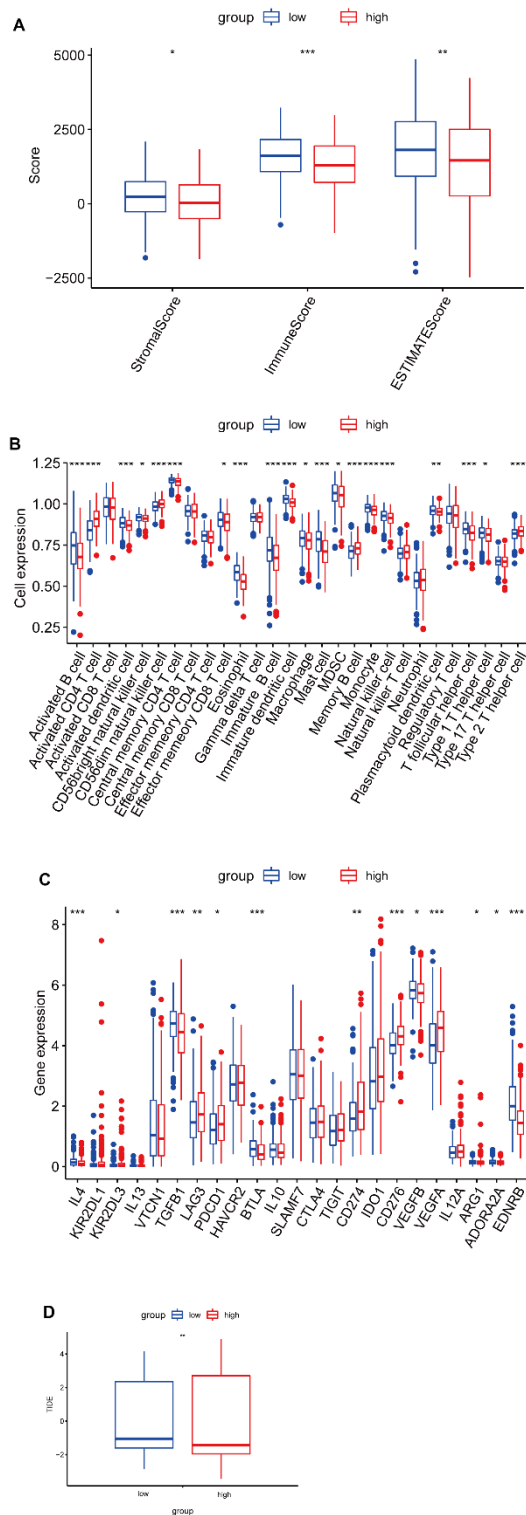 A
group low high
* *** **
Score
5000
2500
0
−2500
StromalScore
ImmuneScore
ESTIMATEScore
B
group low high
Cell expression
1.25
1.00
0.75
0.50
0.25
Activated B cell
Activated CD4 T cell
Activated CD8 T cell
Activated dendritic cell
CD56bright natural killer cell
CD56dim natural killer cell
Central memory CD4 T cell
Central memory CD8 T cell
Effector memeory CD4 T cell
Effector memeory CD8 T cell
Eosinophil
Gamma delta T cell
Immature B cell
Immature dendritic cell
Macrophage
Mast cell
MDSC
Memory B cell
Monocyte
Natural killer cell
Natural killer T cell
Neutrophil
Plasmacytoid dendritic cell
Regulatory T cell
T follicular helper cell
Type 1 T helper cell
Type 17 T helper cell
Type 2 T helper cell
C
group low high
*** * *** ** * *** ** *** * *** * * ***
Gene expression
8
6
4
2
0
IL4
KIR2DL1
KIR2DL3
IL13
VTCN1
TGFB1
LAG3
PDCD1
HAVCR2
BTLA
IL10
SLAMF7
CTLA4
TIGIT
CD274
IDO1
CD276
VEGFB
VEGFA
IL12A
ARG1
ADORA2A
EDNRB
D
group low high
**
TIDE
4
2
0
−2
low high
group